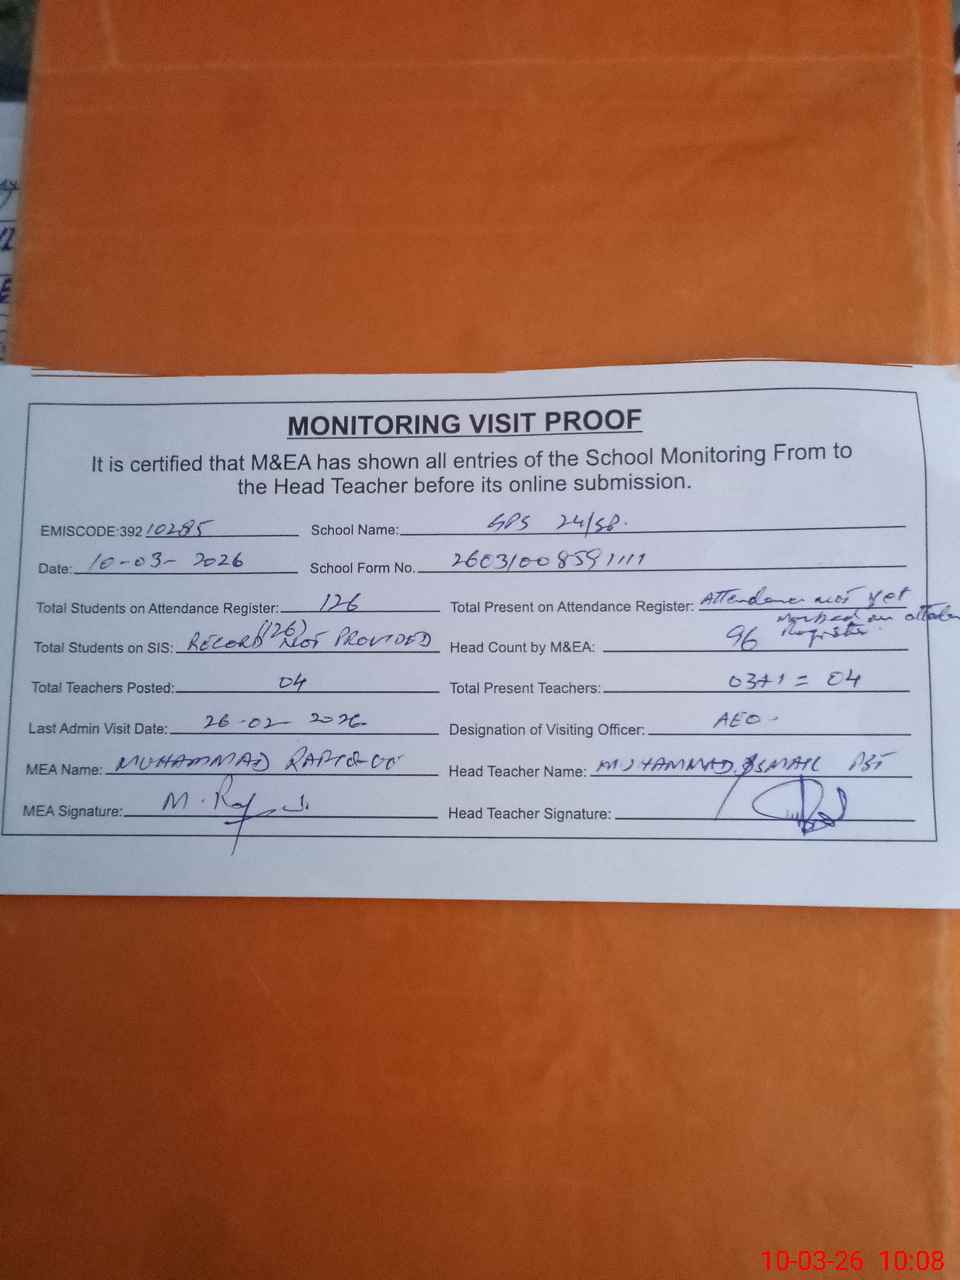 MONITORING VISIT PROOF
It is certified that M&EA has shown all entries of the School Monitoring From to
the Head Teacher before its online submission.
EMISCODE:392 10285 School Name: GPS 24/SP.
Date: 10-03-2026 School Form No. 2603100859 1111
Total Students on Attendance Register: 126 Total Present on Attendance Register: Attendance not yet
Marked on
Register.
Total Students on SIS: RECORD (126) NOT PROVIDED Head Count by M&EA: 96
Total Teachers Posted: 04 Total Present Teachers: 03+1 = 04
Last Admin Visit Date: 26-02-2026 Designation of Visiting Officer: AEO.
MEA Name: MUHAMMAD Head Teacher Name: MUHAMMAD ISMAIL PST
MEA Signature: M. Head Teacher Signature:
10-03-26 10:08